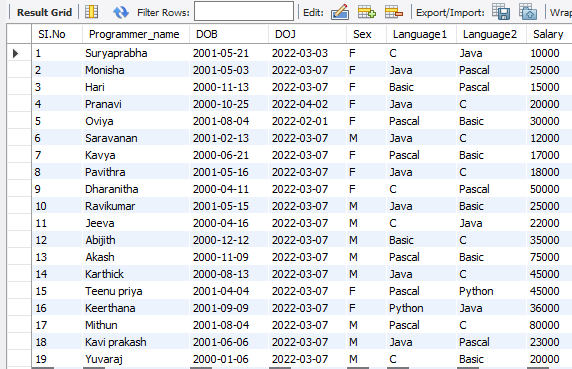 Result Grid Filter Rows: Edit: Export/Import: Wrap
SI.No Programmer_name DOB DOJ Sex Language1 Language2 Salary
1 Suryaprabha 2001-05-21 2022-03-03 F C Java 10000
2 Monisha 2001-05-03 2022-03-07 F Java Pascal 25000
3 Hari 2000-11-13 2022-03-07 F Basic Pascal 15000
4 Pranavi 2000-10-25 2022-04-02 F Java C 20000
5 Oviya 2001-08-04 2022-02-01 F Pascal Basic 30000
6 Saravanan 2001-02-13 2022-03-07 M Java C 12000
7 Kavya 2000-06-21 2022-03-07 F Pascal Basic 17000
8 Pavithra 2001-05-16 2022-03-07 F Java C 18000
9 Dharanitha 2000-04-11 2022-03-07 F C Pascal 50000
10 Ravikumar 2001-05-15 2022-03-07 M Java Basic 25000
11 Jeeva 2000-04-16 2022-03-07 M C Java 22000
12 Abijith 2000-12-12 2022-03-07 M Basic C 35000
13 Akash 2000-11-09 2022-03-07 M Pascal Basic 75000
14 Karthick 2000-08-13 2022-03-07 M Java C 45000
15 Teenu priya 2001-04-04 2022-03-07 F Pascal Python 45000
16 Keerthana 2001-09-09 2022-03-07 F Python Java 36000
17 Mithun 2001-08-04 2022-03-07 M Pascal C 80000
18 Kavi prakash 2001-06-06 2022-03-07 M Java Pascal 23000
19 Yuvaraj 2000-01-06 2022-03-07 M C Basic 20000